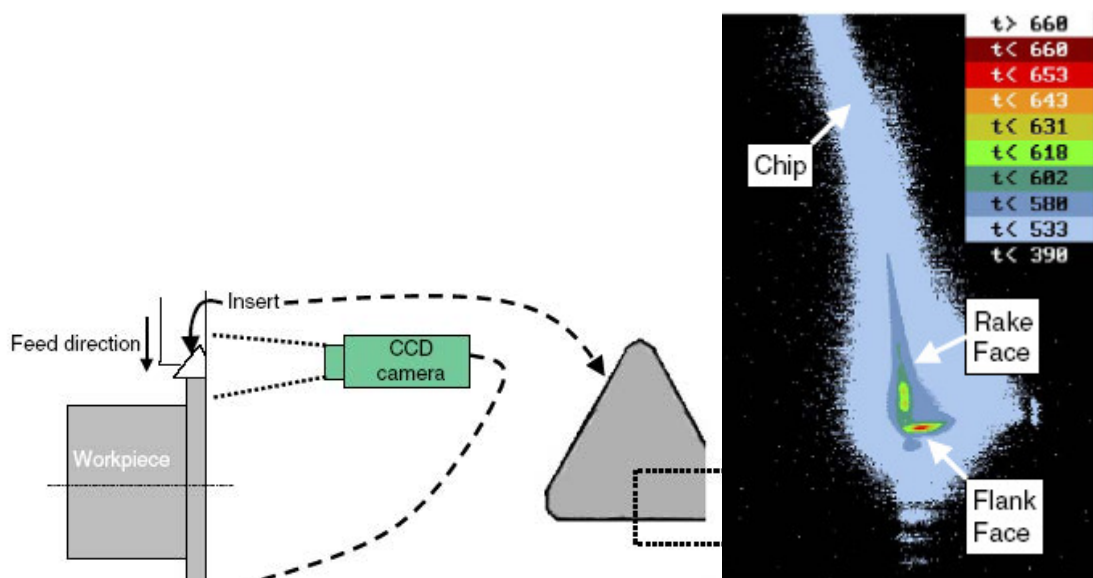 Insert
Feed direction
CCD
camera
Workpiece
t> 660
t< 660
t< 653
t< 643
t< 631
t< 618
t< 602
t< 580
t< 533
t< 390
Chip
Rake
Face
Flank
Face